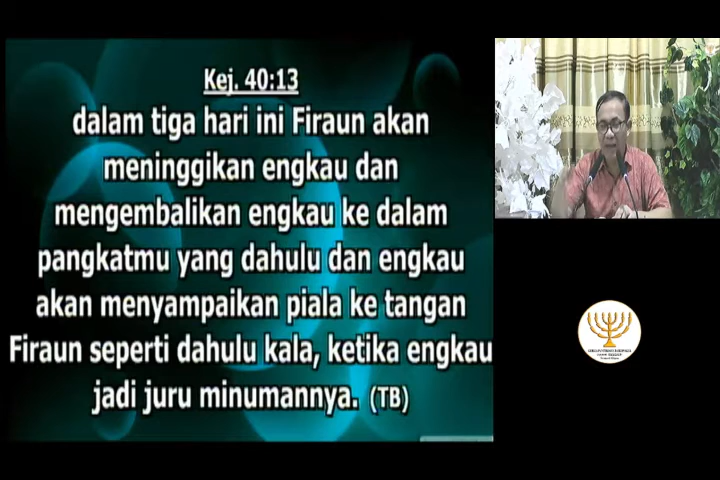 Kej. 40:13
dalam tiga hari ini Firaun akan
meninggikan engkau dan
mengembalikan engkau ke dalam
pangkatmu yang dahulu dan engkau
akan menyampaikan piala ke tangan
Firaun seperti dahulu kala, ketika engkau
jadi juru minumannya. (TB)